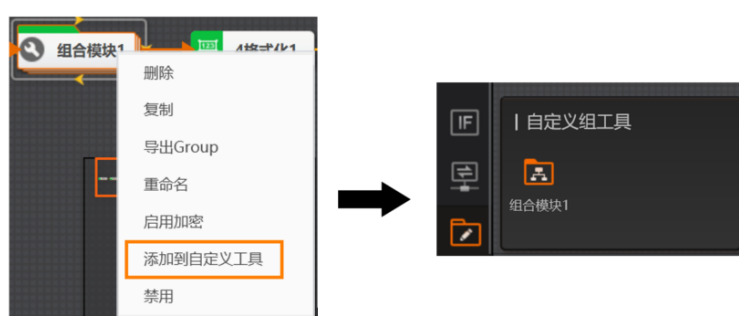 组合模块1
4格式化1
删除
复制
导出Group
重命名
启用加密
添加到自定义工具
禁用
IF
自定义组工具
组合模块1